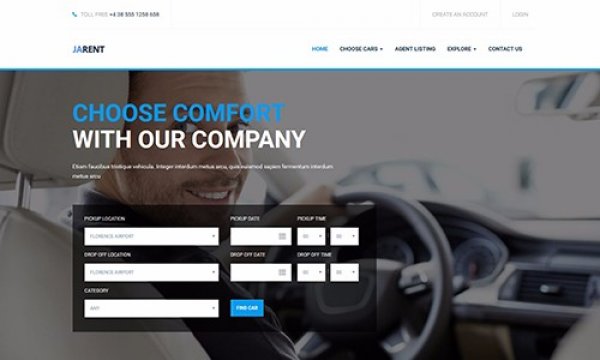 TOLL FREE +4 08 555 1258 658
CREATE AN ACCOUNT LOGIN
JARENT
HOME CHOOSE CARS AGENT LISTING EXPLORE CONTACT US
CHOOSE COMFORT
WITH OUR COMPANY
Etiam faucibus tristique vehicula. Integer interdum metus arcu, quis euismod sapien fermentum interdum
metus arcu
PICKUP LOCATION PICKUP DATE PICKUP TIME
FLORENCE AIRPORT 00 00
DROP OFF LOCATION DROP OFF DATE DROP OFF TIME
FLORENCE AIRPORT 00 00
CATEGORY
ANY FIND CAR